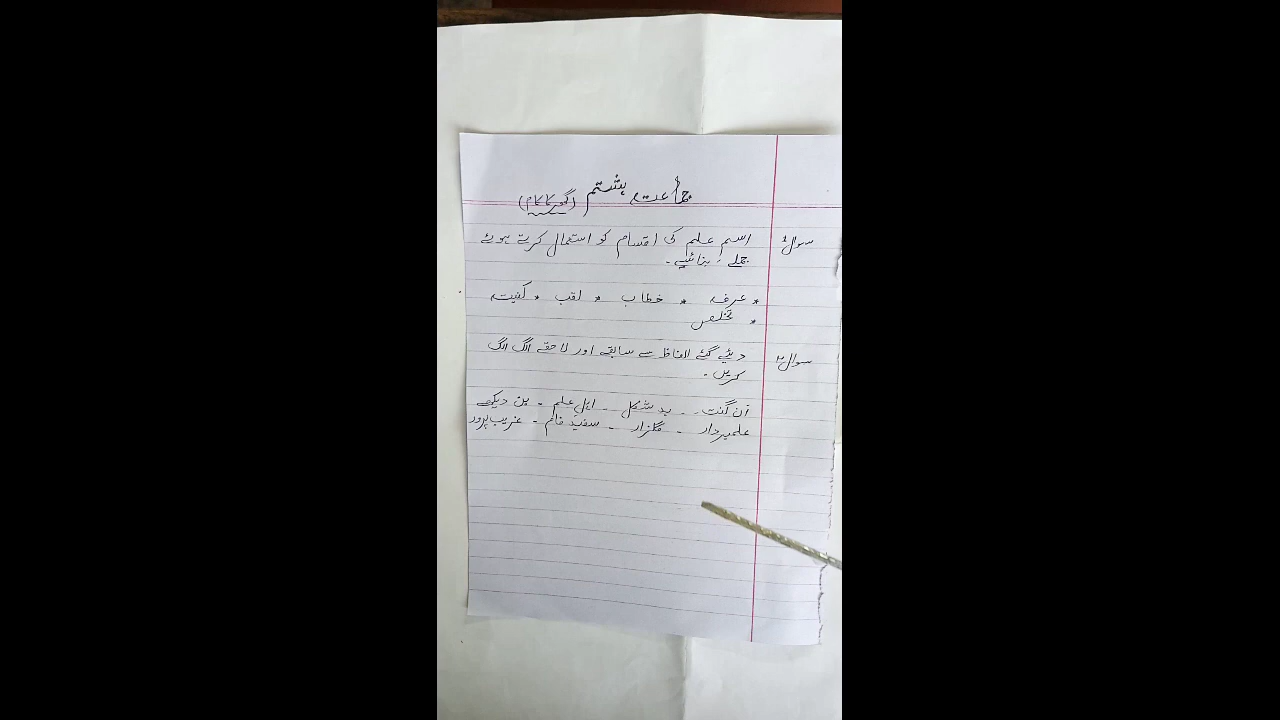 جماعت ہشتم (گھر کا کام)
سوال ۱ اسم علم کی اقسام کو استعمال کرتے ہوئے
جملے بنائیے۔
* عرف * خطاب * لقب * کنیت
* تخلص
سوال ۲ دیئے گئے الفاظ سے سابقے اور لاحقے الگ الگ
کریں۔
ان گنت ۔ بد شکل ۔ اہل علم ۔ بن دیکھے
علمبردار ۔ گلزار ۔ سفید فام ۔ غریب پرور